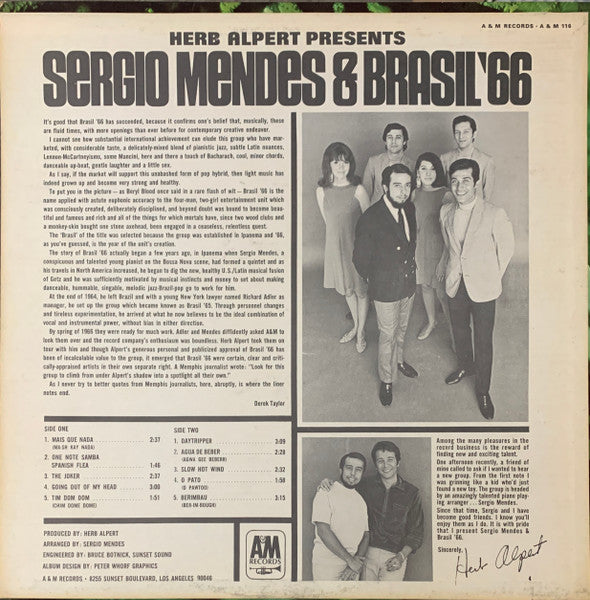 A & M RECORDS - A & M 116
HERB ALPERT PRESENTS
SERGIO MENDES & BRASIL '66
It's good that Brasil '66 has succeeded, because it confirms one's belief that, musically, these
are fluid times, with more openings than ever before for contemporary creative endeavor.
I cannot see how substantial international achievement can elude this group who have mar-
keted, with considerable taste, a delicately-mixed blend of pianistic jazz, subtle Latin nuances,
Lennon-McCartneyisms, some Mancini, here and there a touch of Bacharach, cool, minor chords,
danceable up-beat, gentle laughter and a little sex.
As I say, if the market will support this unabashed form of pop hybrid, then light music has
indeed grown up and become very strong and healthy.
To put you in the picture — as Beryl Blood once said in a rare flash of wit — Brasil '66 is the
name applied with astute euphonic accuracy to the four-man, two-girl entertainment unit which
was consciously created, deliberately disciplined, and beyond doubt was bound to become beau-
tiful and famous and rich and all of the things for which mortals have, since two wood clubs and
a monkey-skin bought one stone axehead, been engaged in a ceaseless, relentless quest.
The 'Brasil' of the title was selected because the group was established in Ipanema and '66,
as you've guessed, is the year of the unit's creation.
The story of Brasil '66 actually began a few years ago, in Ipanema when Sergio Mendes, a
conspicuous and talented young pianist on the Bossa Nova scene, had formed a quintet and as
his travels in North America increased, he began to dig the new, healthy U.S./Latin musical fusion
of Getz and he was sufficiently motivated by musical instincts and money to set about making
danceable, hummable, singable, melodic jazz-Brazil-pop go to work for him.
At the end of 1964, he left Brazil and with a young New York lawyer named Richard Adler as
manager, he set up the group which became known as Brasil '65. Through personnel changes
and tireless experimentation, he arrived at what he now believes to be the ideal combination of
vocal and instrumental power, without bias in either direction.
By spring of 1966 they were ready for much work. Adler and Mendes diffidently asked A&M to
look them over and the record company's enthusiasm was boundless. Herb Alpert took them on
tour with him and though Alpert's generous personal and publicized approval of Brasil '66 has
been of incalculable value to the group, it emerged that Brasil '66 were certain, clear and crit-
ically-appraised artists in their own separate right. A Memphis journalist wrote: "Look for this
group to climb from under Alpert's shadow into a spotlight all their own."
As I never try to better quotes from Memphis journalists, here, abruptly, is where the liner
notes end.
Derek Taylor
SIDE ONE
1. MAIS QUE NADA 2:37
(MA-SH KAY NADA)
2. ONE NOTE SAMBA
SPANISH FLEA 1:46
3. THE JOKER 2:37
4. GOING OUT OF MY HEAD 3:00
5. TIM DOM DOM 1:51
(CHIM DOME DOME)
SIDE TWO
1. DAYTRIPPER 3:09
2. AGUA DE BEBER 2:28
(AGWA GEE BEBERR)
3. SLOW HOT WIND 2:32
4. O PATO 1:58
(O PAWTOO)
5. BERIMBAU 3:15
(BER-IM-BOUGH)
Among the many pleasures in the
record business is the reward of
finding new and exciting talent.
One afternoon recently, a friend of
mine called to ask if I wanted to hear
a new group. From the first note I
was grinning like a kid who'd just
found a new toy. The group is headed
by an amazingly talented piano play-
ing arranger... Sergio Mendes.
Since that time, Sergio and I have
become good friends. I know you'll
enjoy them as I do. It is with pride
that I present Sergio Mendes &
Brasil '66.
Sincerely,
Herb Alpert
PRODUCED BY: HERB ALPERT
ARRANGED BY: SERGIO MENDES
ENGINEERED BY: BRUCE BOTNICK, SUNSET SOUND
ALBUM DESIGN BY: PETER WHORF GRAPHICS
A & M RECORDS - 8255 SUNSET BOULEVARD, LOS ANGELES 90046
A&M
RECORDS
4